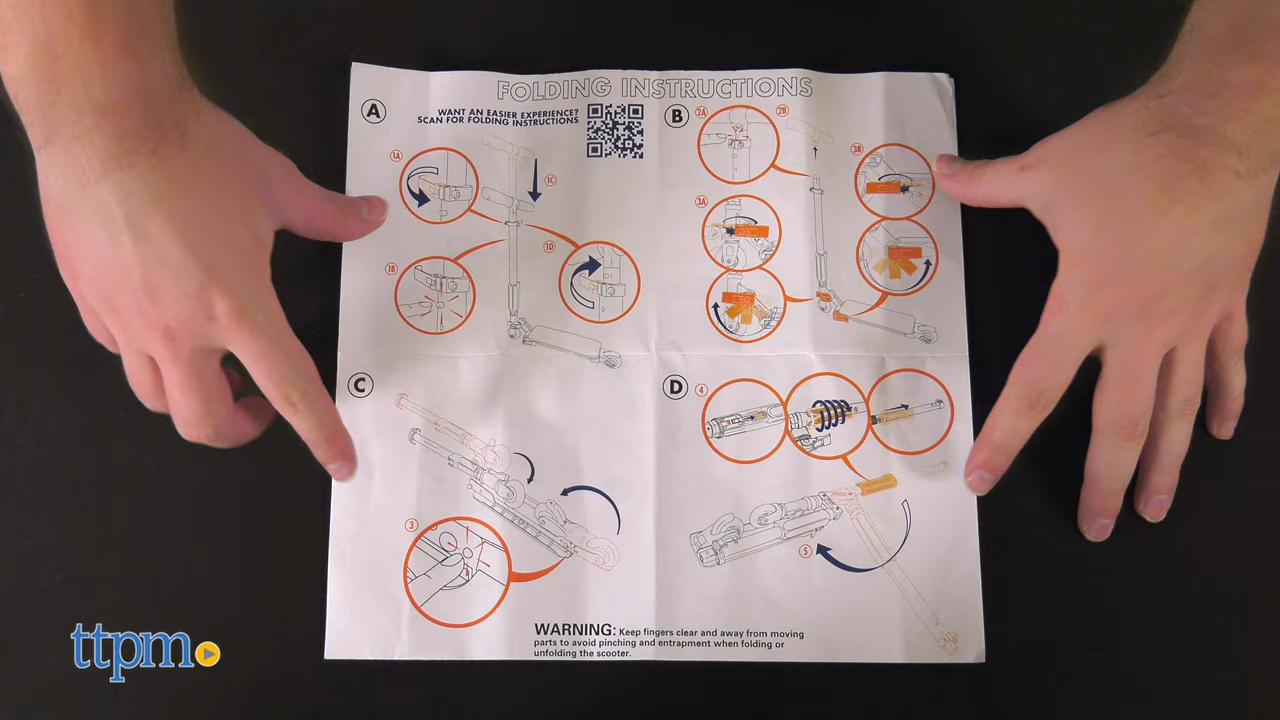 FOLDING INSTRUCTIONS
A
WANT AN EASIER EXPERIENCE?
SCAN FOR FOLDING INSTRUCTIONS
1A
1C
1B
1D
B
2A
2B
3B
3A
C
3
D
4
5
WARNING: Keep fingers clear and away from moving
parts to avoid pinching and entrapment when folding or
unfolding the scooter.
ttpm